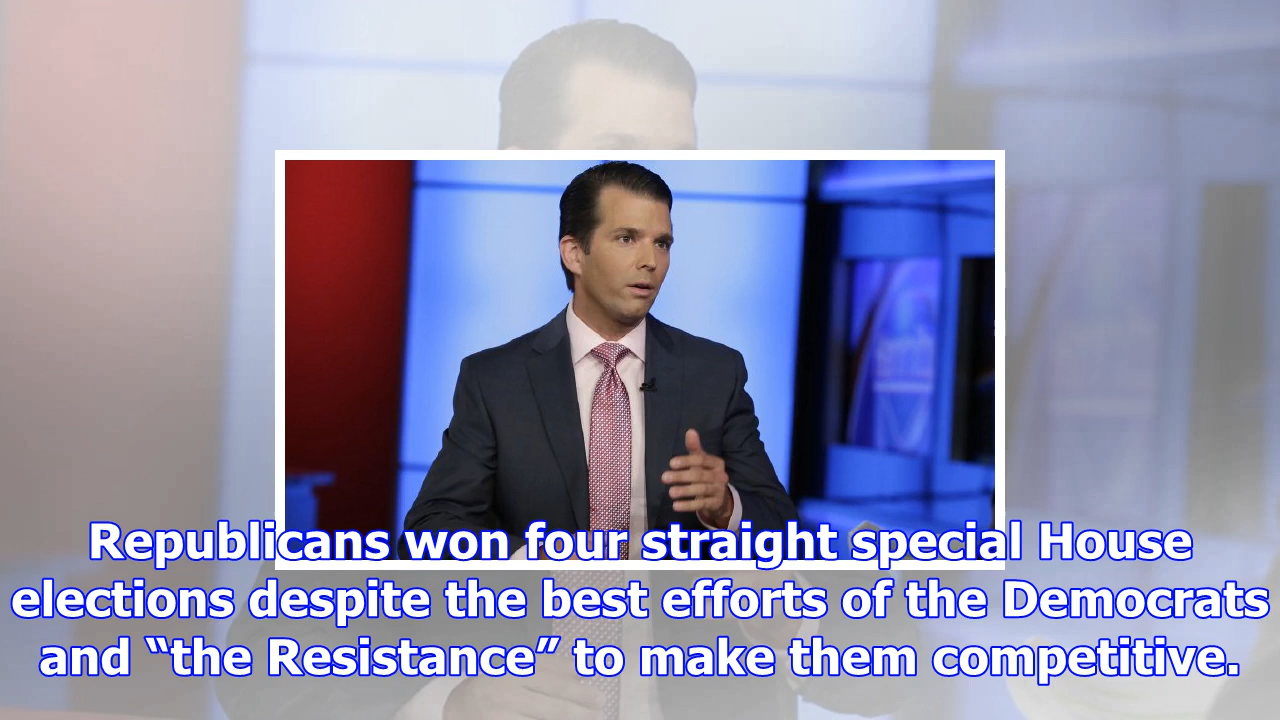 Republicans won four straight special House
elections despite the best efforts of the Democrats
and “the Resistance” to make them competitive.